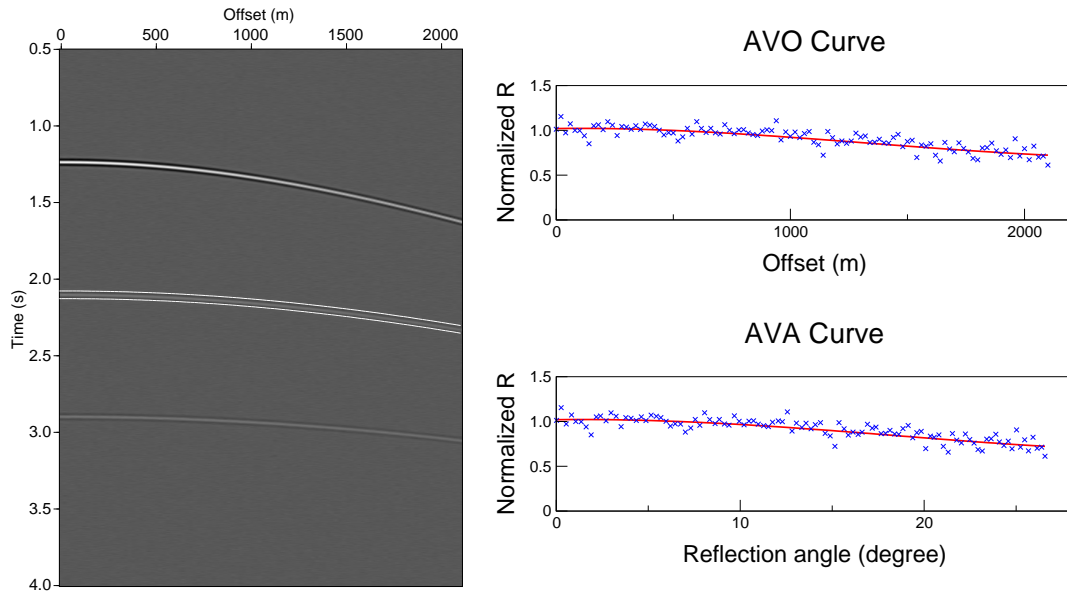 Offset (m)
0 500 1000 1500 2000
Time (s)
0.5
1.0
1.5
2.0
2.5
3.0
3.5
4.0
AVO Curve
Normalized R
1.5
1.0
0.5
0
0 1000 2000
Offset (m)
AVA Curve
Normalized R
1.5
1.0
0.5
0
0 10 20
Reflection angle (degree)